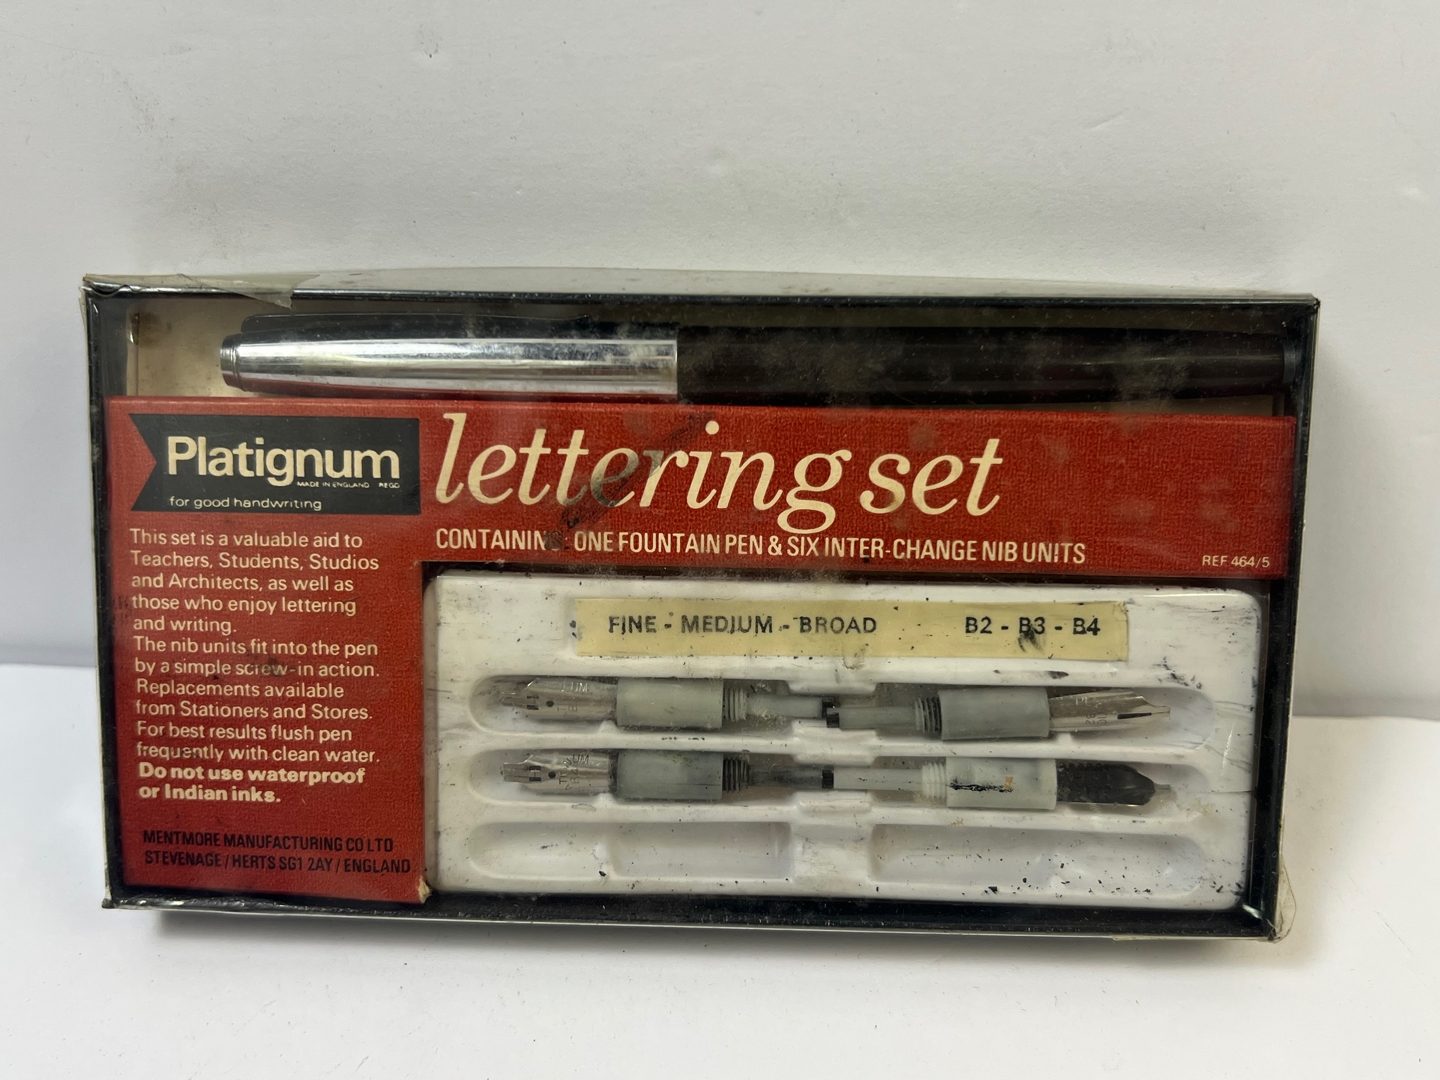 Platignum
MADE IN ENGLAND REGD
for good handwriting
lettering set
CONTAINING: ONE FOUNTAIN PEN & SIX INTER-CHANGE NIB UNITS
REF 464/5
This set is a valuable aid to
Teachers, Students, Studios
and Architects, as well as
those who enjoy lettering
and writing.
The nib units fit into the pen
by a simple screw-in action.
Replacements available
from Stationers and Stores.
For best results flush pen
frequently with clean water.
Do not use waterproof
or Indian inks.
MENTMORE MANUFACTURING CO LTD
STEVENAGE / HERTS SG1 2AY / ENGLAND
FINE - MEDIUM - BROAD B2 - B3 - B4